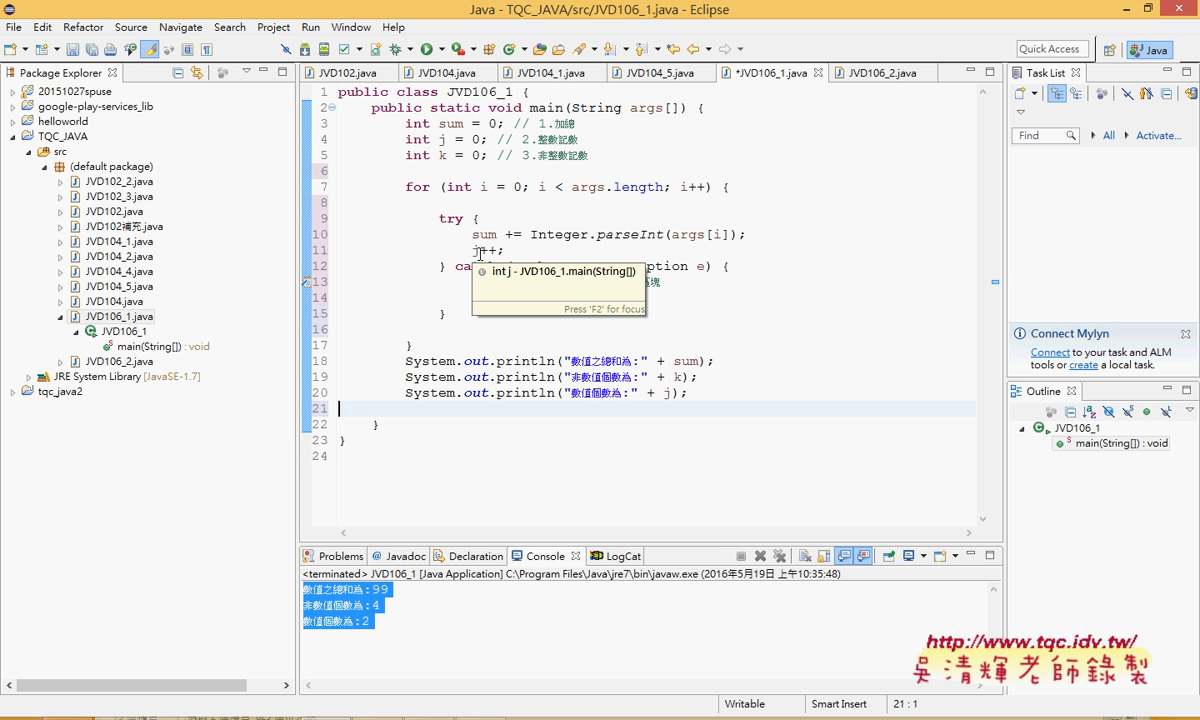 Java - TQC_JAVA/src/JVD106_1.java - Eclipse
File Edit Refactor Source Navigate Search Project Run Window Help
Quick Access
Java
Package Explorer
20151027spuse
google-play-services_lib
helloworld
TQC_JAVA
src
(default package)
JVD102_2.java
JVD102_3.java
JVD102.java
JVD102補充.java
JVD104_1.java
JVD104_2.java
JVD104_4.java
JVD104_5.java
JVD104.java
JVD106_1.java
JVD106_1
main(String[]) : void
JVD106_2.java
JRE System Library [JavaSE-1.7]
tqc_java2
JVD102.java JVD104.java JVD104_1.java JVD104_5.java *JVD106_1.java JVD106_2.java
1 public class JVD106_1 {
2 public static void main(String args[]) {
3 int sum = 0; // 1.加總
4 int j = 0; // 2.整數記數
5 int k = 0; // 3.非整數記數
6
7 for (int i = 0; i < args.length; i++) {
8
9 try {
10 sum += Integer.parseInt(args[i]);
11 j++;
12 } ca ption e) {
13 塊
14
15 }
16
17 }
18 System.out.println("數值之總和為:" + sum);
19 System.out.println("非數值個數為:" + k);
20 System.out.println("數值個數為:" + j);
21
22 }
23 }
24
int j - JVD106_1.main(String[])
Press 'F2' for focus
Problems Javadoc Declaration Console LogCat
<terminated> JVD106_1 [Java Application] C:\Program Files\Java\jre7\bin\javaw.exe (2016年5月19日 上午10:35:48)
數值之總和為:99
非數值個數為:4
數值個數為:2
Task List
Find All Activate...
Connect Mylyn
Connect to your task and ALM
tools or create a local task.
Outline
JVD106_1
main(String[]) : void
http://www.tqc.idv.tw/
吳清輝老師錄製
Writable Smart Insert 21 : 1